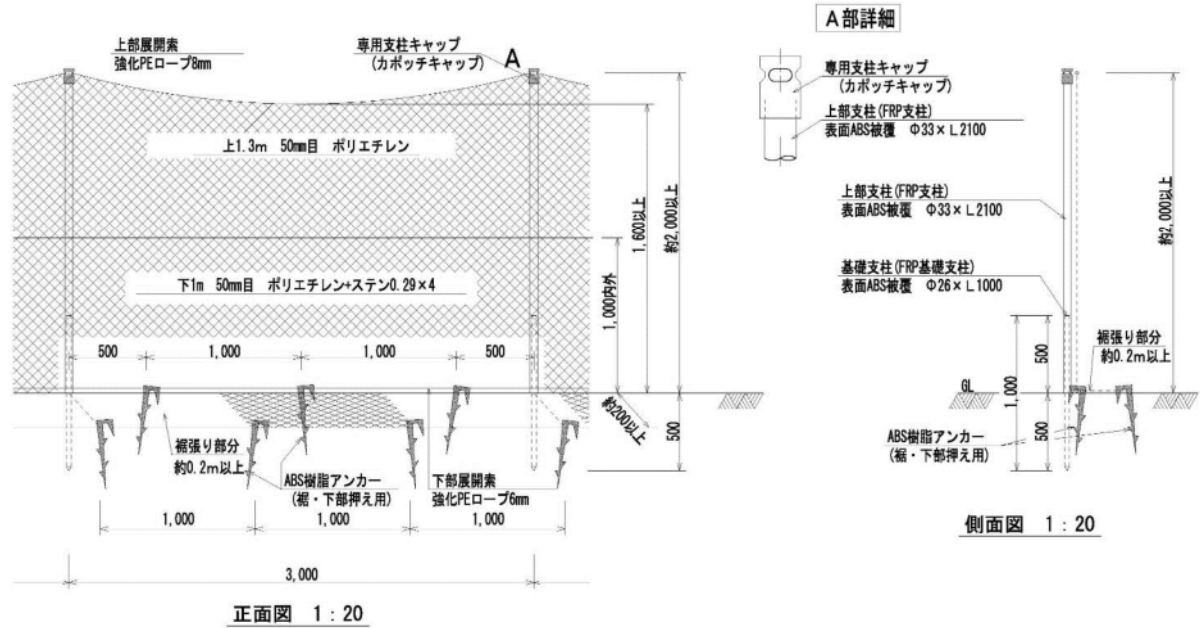 A部詳細
上部展開索
強化PEロープ8mm
専用支柱キャップ
(カポッチキャップ)
A
専用支柱キャップ
(カポッチキャップ)
上部支柱(FRP支柱)
表面ABS被覆 Φ33×L2100
上1.3m 50mm目 ポリエチレン
1,600以上
約2,000以上
上部支柱(FRP支柱)
表面ABS被覆 Φ33×L2100
約2,000以上
下1m 50mm目 ポリエチレン+ステン0.29×4
1,000内外
基礎支柱(FRP基礎支柱)
表面ABS被覆 Φ26×L1000
500
1,000
1,000
500
裾張り部分
約0.2m以上
500
1,000
GL
約200以上
500
500
裾張り部分
約0.2m以上
ABS樹脂アンカー
(裾・下部押え用)
下部展開索
強化PEロープ6mm
ABS樹脂アンカー
(裾・下部押え用)
1,000
1,000
1,000
側面図 1:20
3,000
正面図 1:20